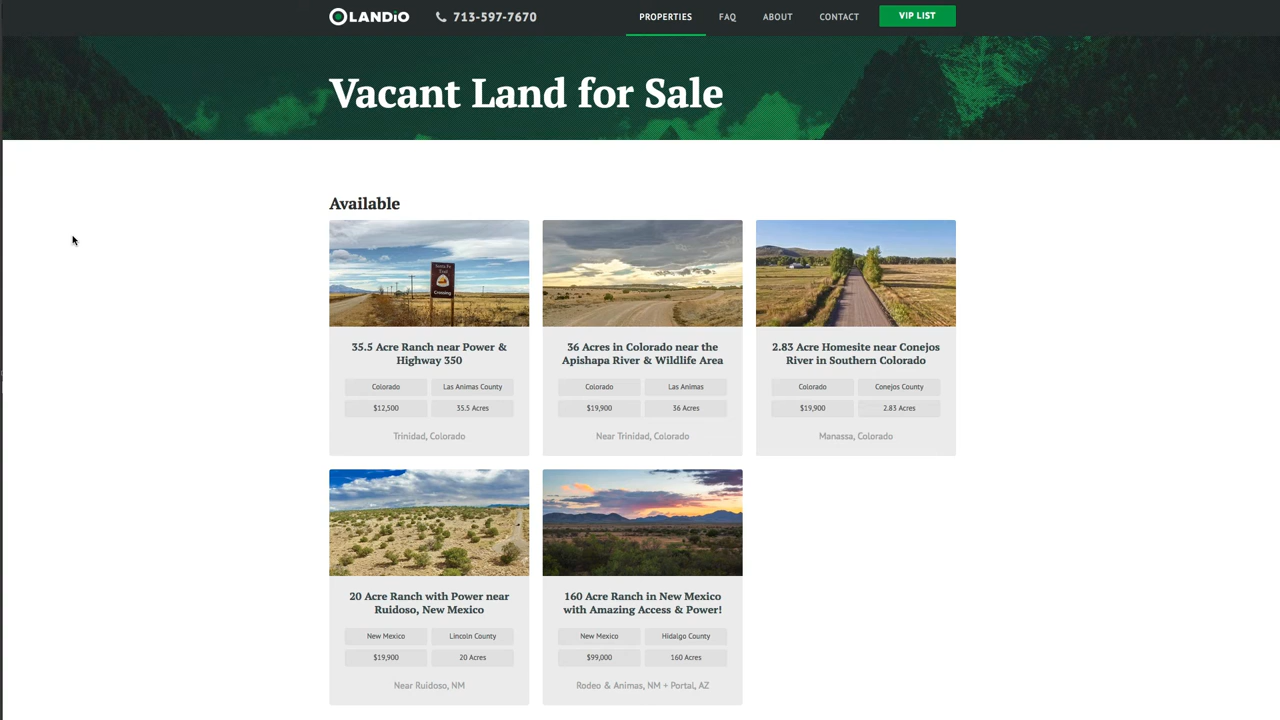 LANDiO
713-597-7670
PROPERTIES
FAQ
ABOUT
CONTACT
VIP LIST
Vacant Land for Sale
Available
Santa Fe
Trail
Crossing
35.5 Acre Ranch near Power &
Highway 350
Colorado
Las Animas County
$12,500
35.5 Acres
Trinidad, Colorado
36 Acres in Colorado near the
Apishapa River & Wildlife Area
Colorado
Las Animas
$19,900
36 Acres
Near Trinidad, Colorado
2.83 Acre Homesite near Conejos
River in Southern Colorado
Colorado
Conejos County
$19,900
2.83 Acres
Manassa, Colorado
20 Acre Ranch with Power near
Ruidoso, New Mexico
New Mexico
Lincoln County
$19,900
20 Acres
Near Ruidoso, NM
160 Acre Ranch in New Mexico
with Amazing Access & Power!
New Mexico
Hidalgo County
$99,000
160 Acres
Rodeo & Animas, NM + Portal, AZ